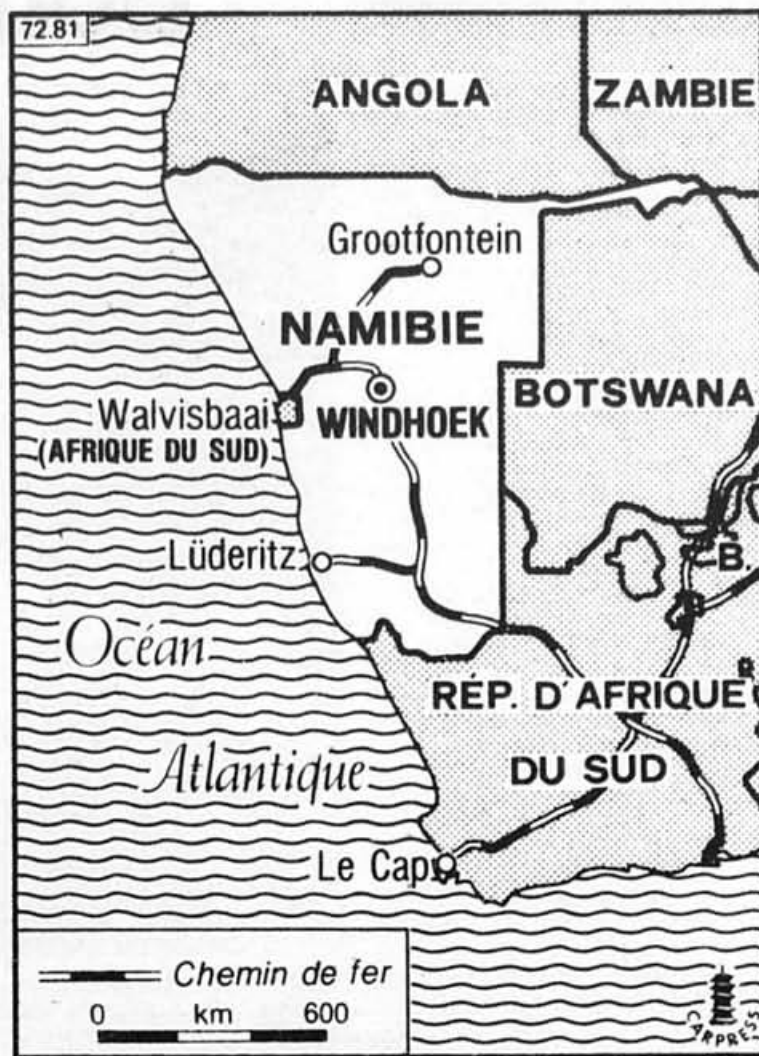 72.81
ANGOLA
ZAMBIE
Grootfontein
NAMIBIE
BOTSWANA
Walvisbaai
(AFRIQUE DU SUD)
WINDHOEK
Lüderitz
B.
Océan
Atlantique
RÉP. D'AFRIQUE
DU SUD
Le Cap
Chemin de fer
0 km 600
CARPRESS